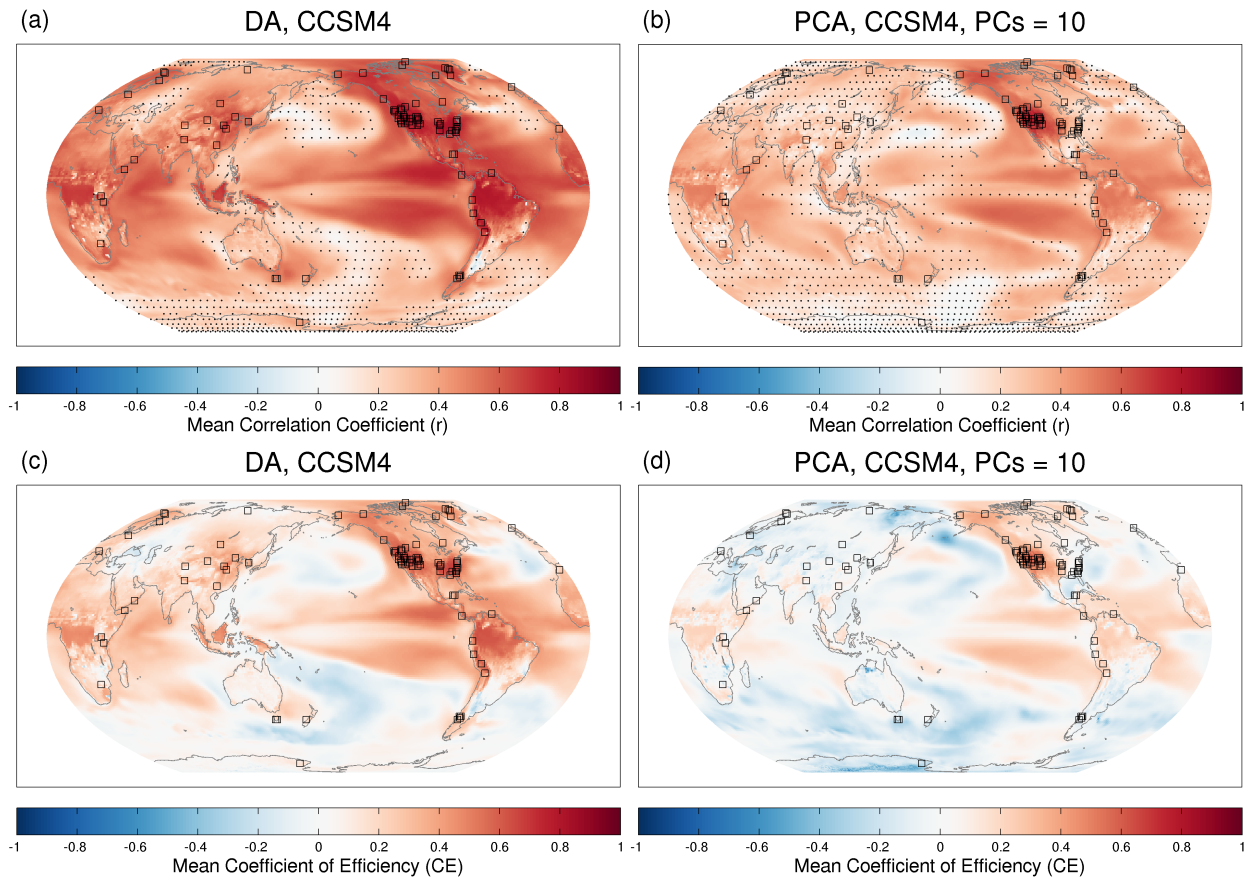 (a) DA, CCSM4
(b) PCA, CCSM4, PCs = 10
-1 -0.8 -0.6 -0.4 -0.2 0 0.2 0.4 0.6 0.8 1
Mean Correlation Coefficient (r)
-1 -0.8 -0.6 -0.4 -0.2 0 0.2 0.4 0.6 0.8 1
Mean Correlation Coefficient (r)
(c) DA, CCSM4
(d) PCA, CCSM4, PCs = 10
-1 -0.8 -0.6 -0.4 -0.2 0 0.2 0.4 0.6 0.8 1
Mean Coefficient of Efficiency (CE)
-1 -0.8 -0.6 -0.4 -0.2 0 0.2 0.4 0.6 0.8 1
Mean Coefficient of Efficiency (CE)